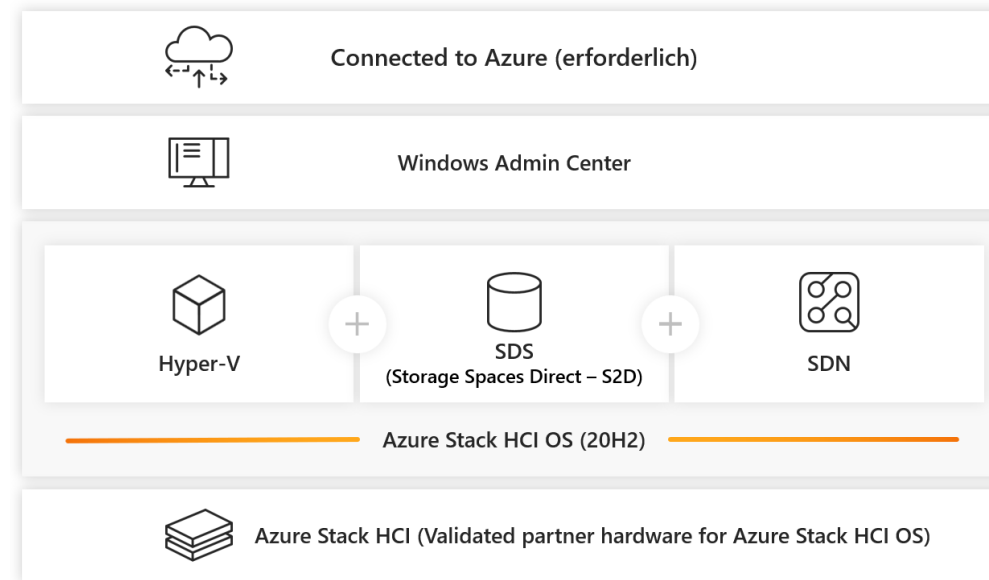 Connected to Azure (erforderlich)
Windows Admin Center
Hyper-V
SDS
(Storage Spaces Direct – S2D)
SDN
Azure Stack HCI OS (20H2)
Azure Stack HCI (Validated partner hardware for Azure Stack HCI OS)